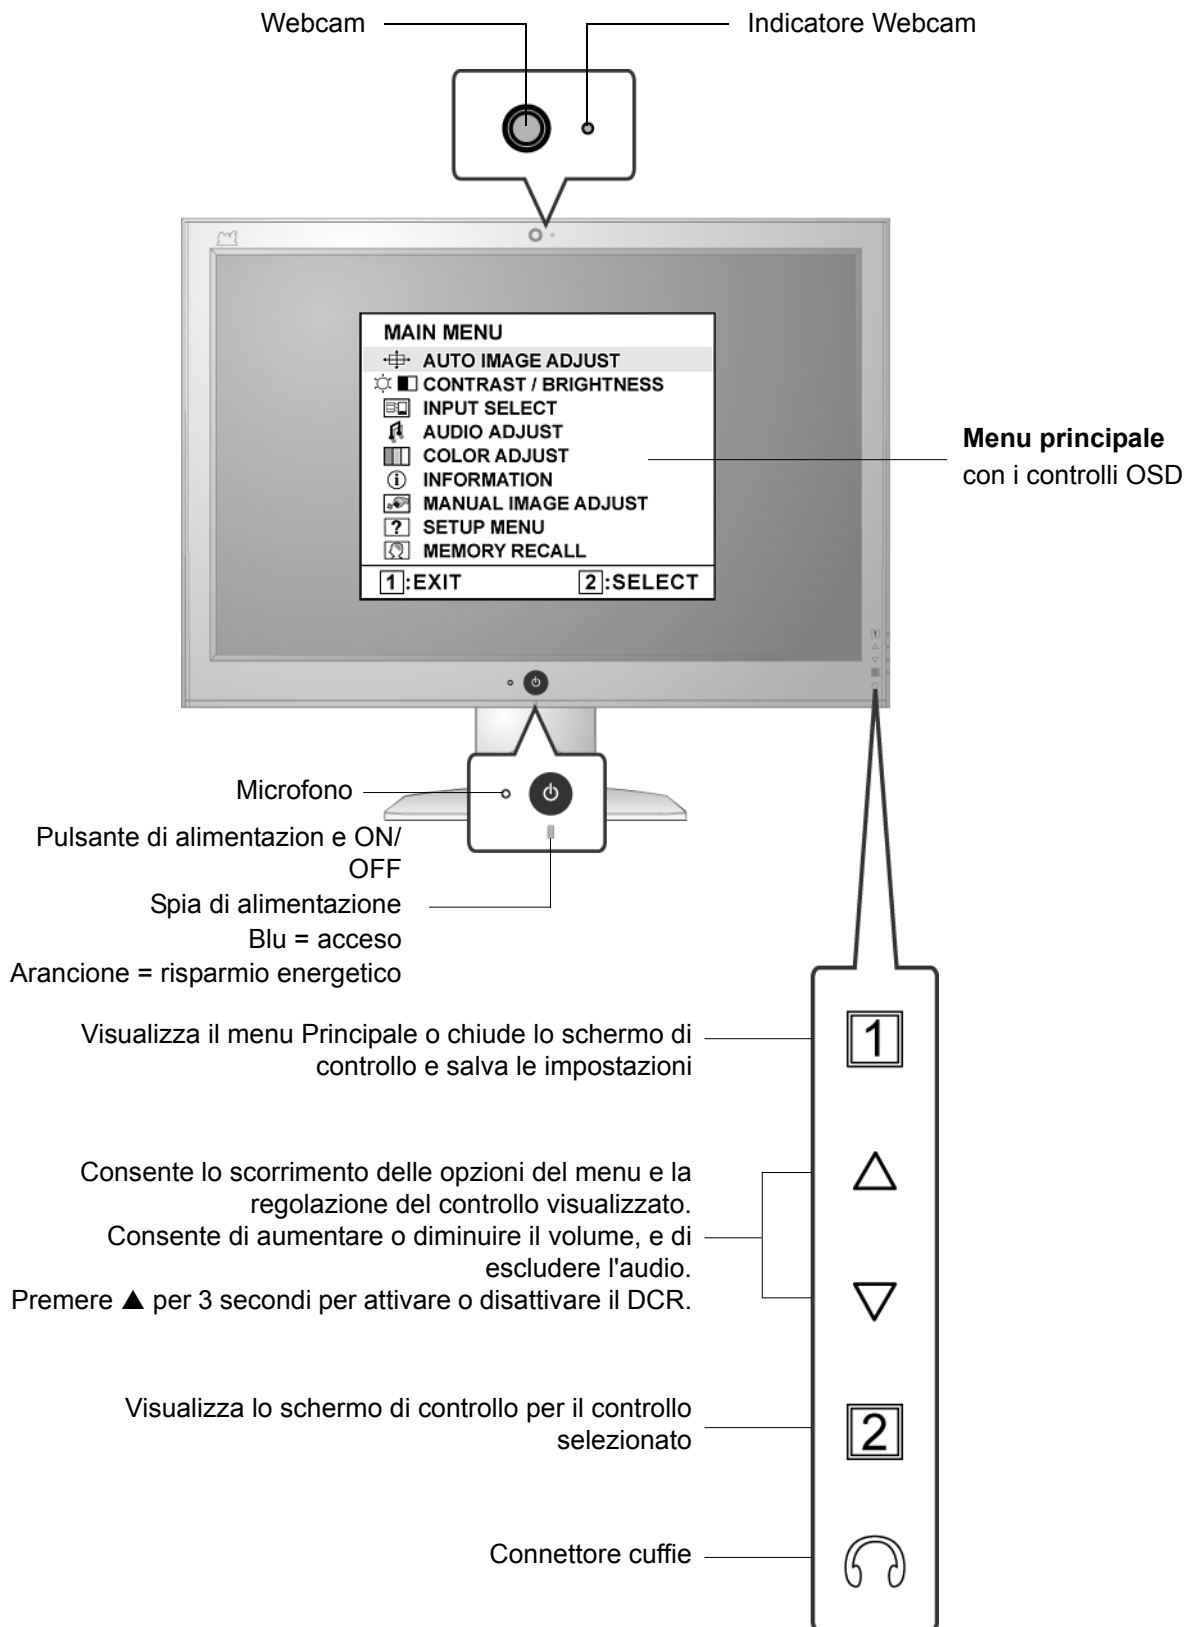 Webcam
Indicatore Webcam
MAIN MENU
AUTO IMAGE ADJUST
CONTRAST / BRIGHTNESS
INPUT SELECT
AUDIO ADJUST
COLOR ADJUST
INFORMATION
MANUAL IMAGE ADJUST
SETUP MENU
MEMORY RECALL
1:EXIT
2:SELECT
Menu principale
con i controlli OSD
1
Microfono
Pulsante di alimentazion e ON/
OFF
Spia di alimentazione
Blu = acceso
Arancione = risparmio energetico
Visualizza il menu Principale o chiude lo schermo di
controllo e salva le impostazioni
1
Consente lo scorrimento delle opzioni del menu e la
regolazione del controllo visualizzato.
Consente di aumentare o diminuire il volume, e di
escludere l'audio.
Premere ▲ per 3 secondi per attivare o disattivare il DCR.
Visualizza lo schermo di controllo per il controllo
selezionato
2
Connettore cuffie